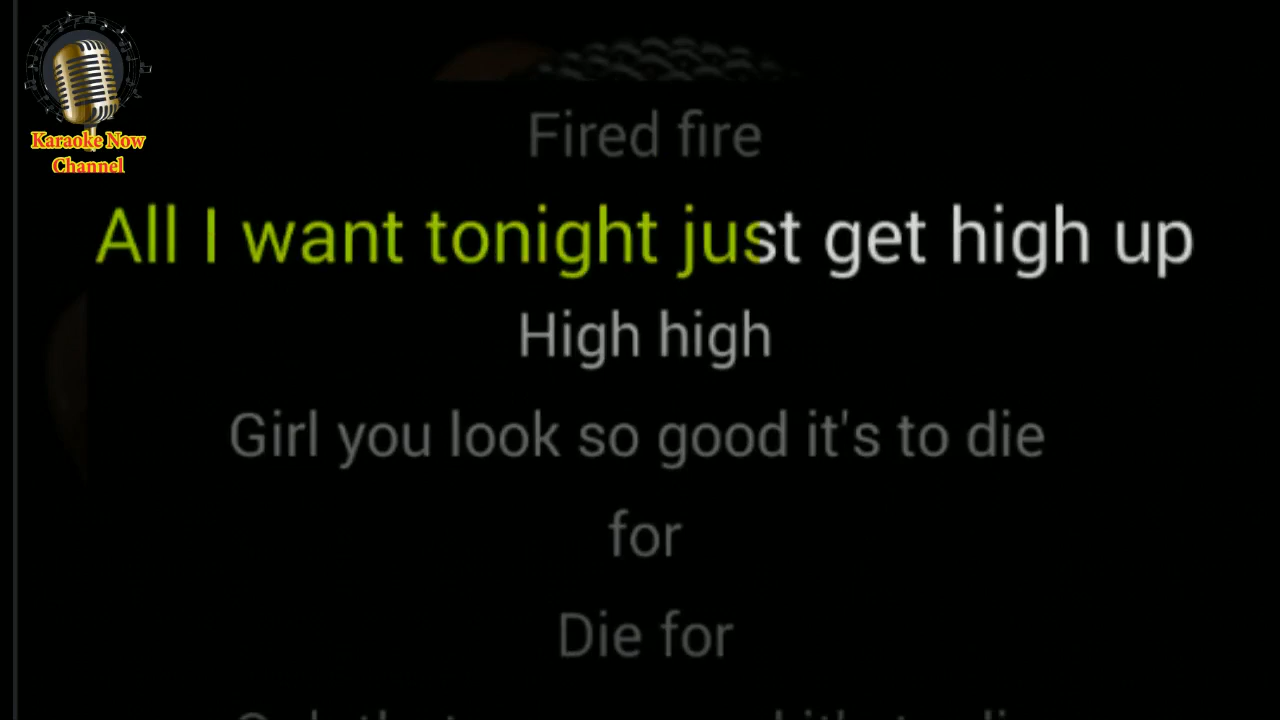 Karaoke Now
Channel
Fired fire
All I want tonight just get high up
High high
Girl you look so good it's to die
for
Die for